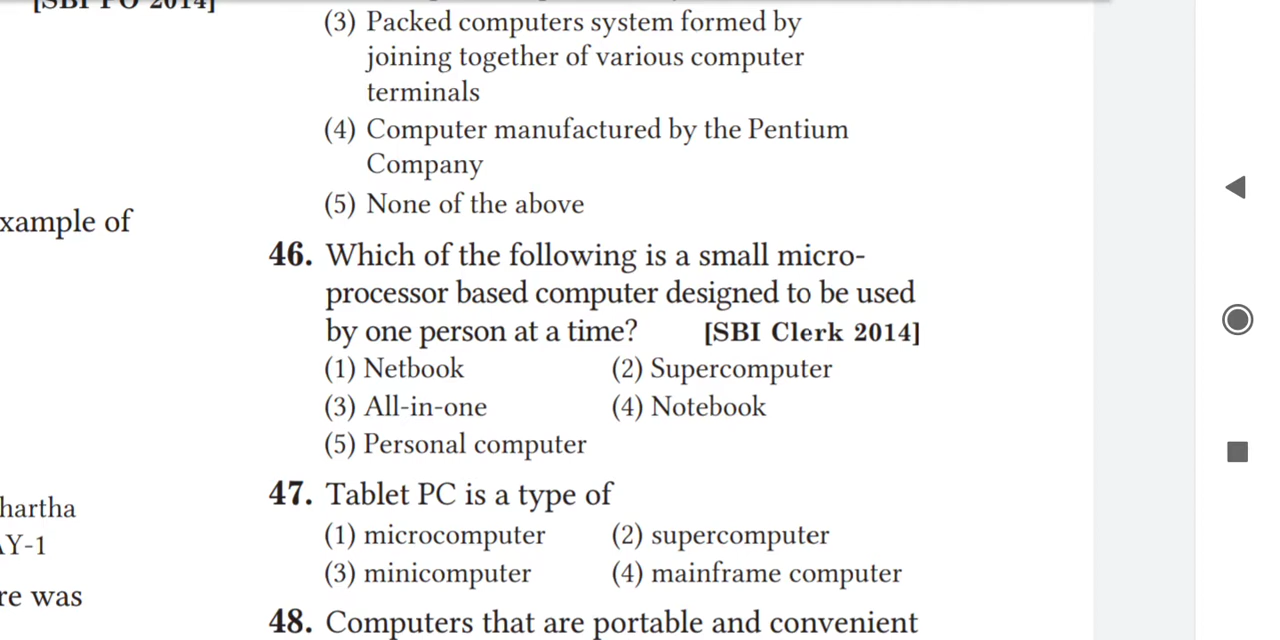 [SBI PO 2014]
xample of
hartha
AY-1
re was
(3) Packed computers system formed by
joining together of various computer
terminals
(4) Computer manufactured by the Pentium
Company
(5) None of the above
46. Which of the following is a small micro-
processor based computer designed to be used
by one person at a time? [SBI Clerk 2014]
(1) Netbook (2) Supercomputer
(3) All-in-one (4) Notebook
(5) Personal computer
47. Tablet PC is a type of
(1) microcomputer (2) supercomputer
(3) minicomputer (4) mainframe computer
48. Computers that are portable and convenient